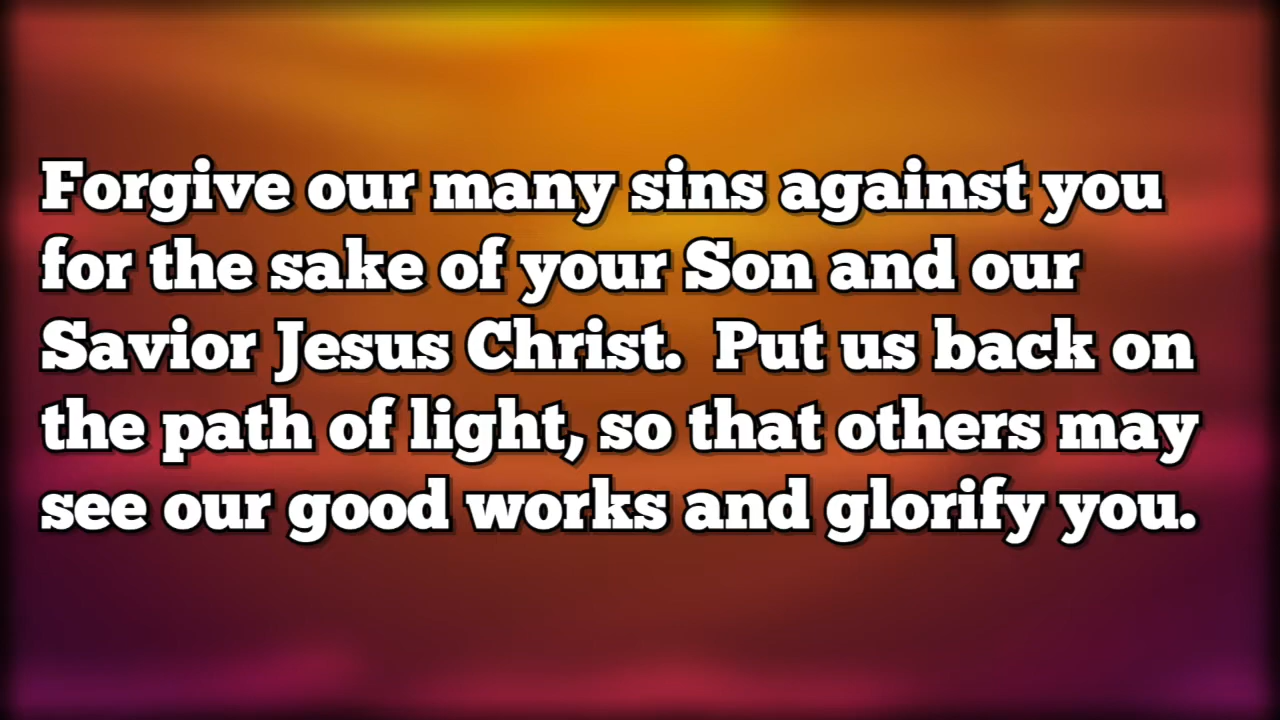 Forgive our many sins against you
for the sake of your Son and our
Savior Jesus Christ.  Put us back on
the path of light, so that others may
see our good works and glorify you.